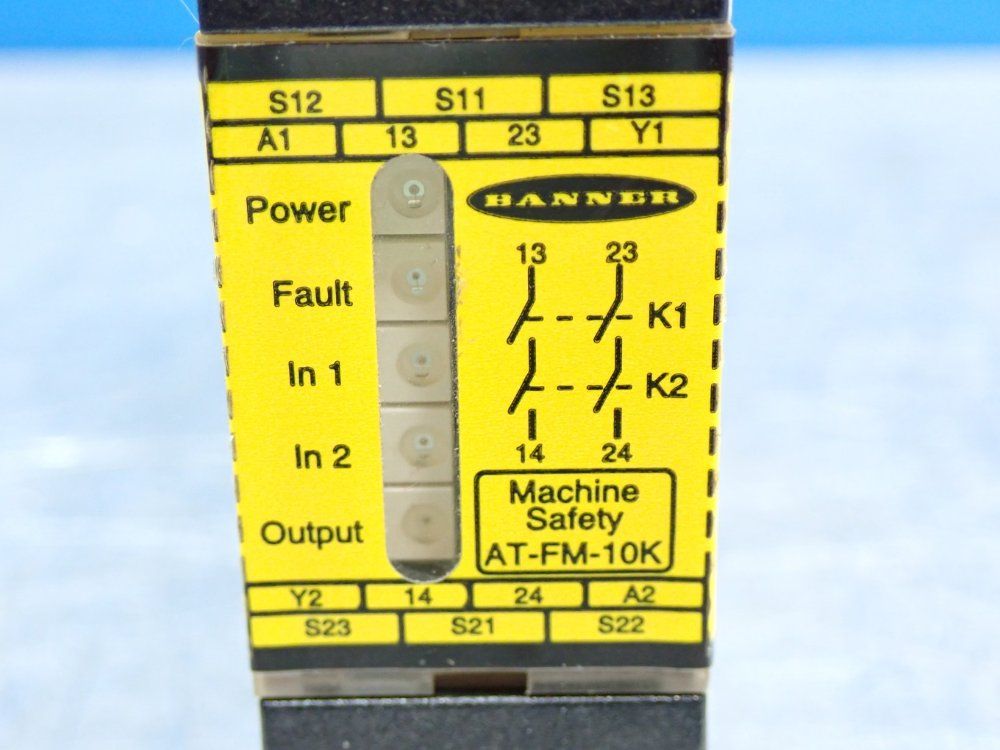 S12 S11 S13
A1 13 23 Y1
Power
Fault
In 1
In 2
Output
BANNER
13 23
K1
K2
14 24
Machine
Safety
AT-FM-10K
Y2 14 24 A2
S23 S21 S22